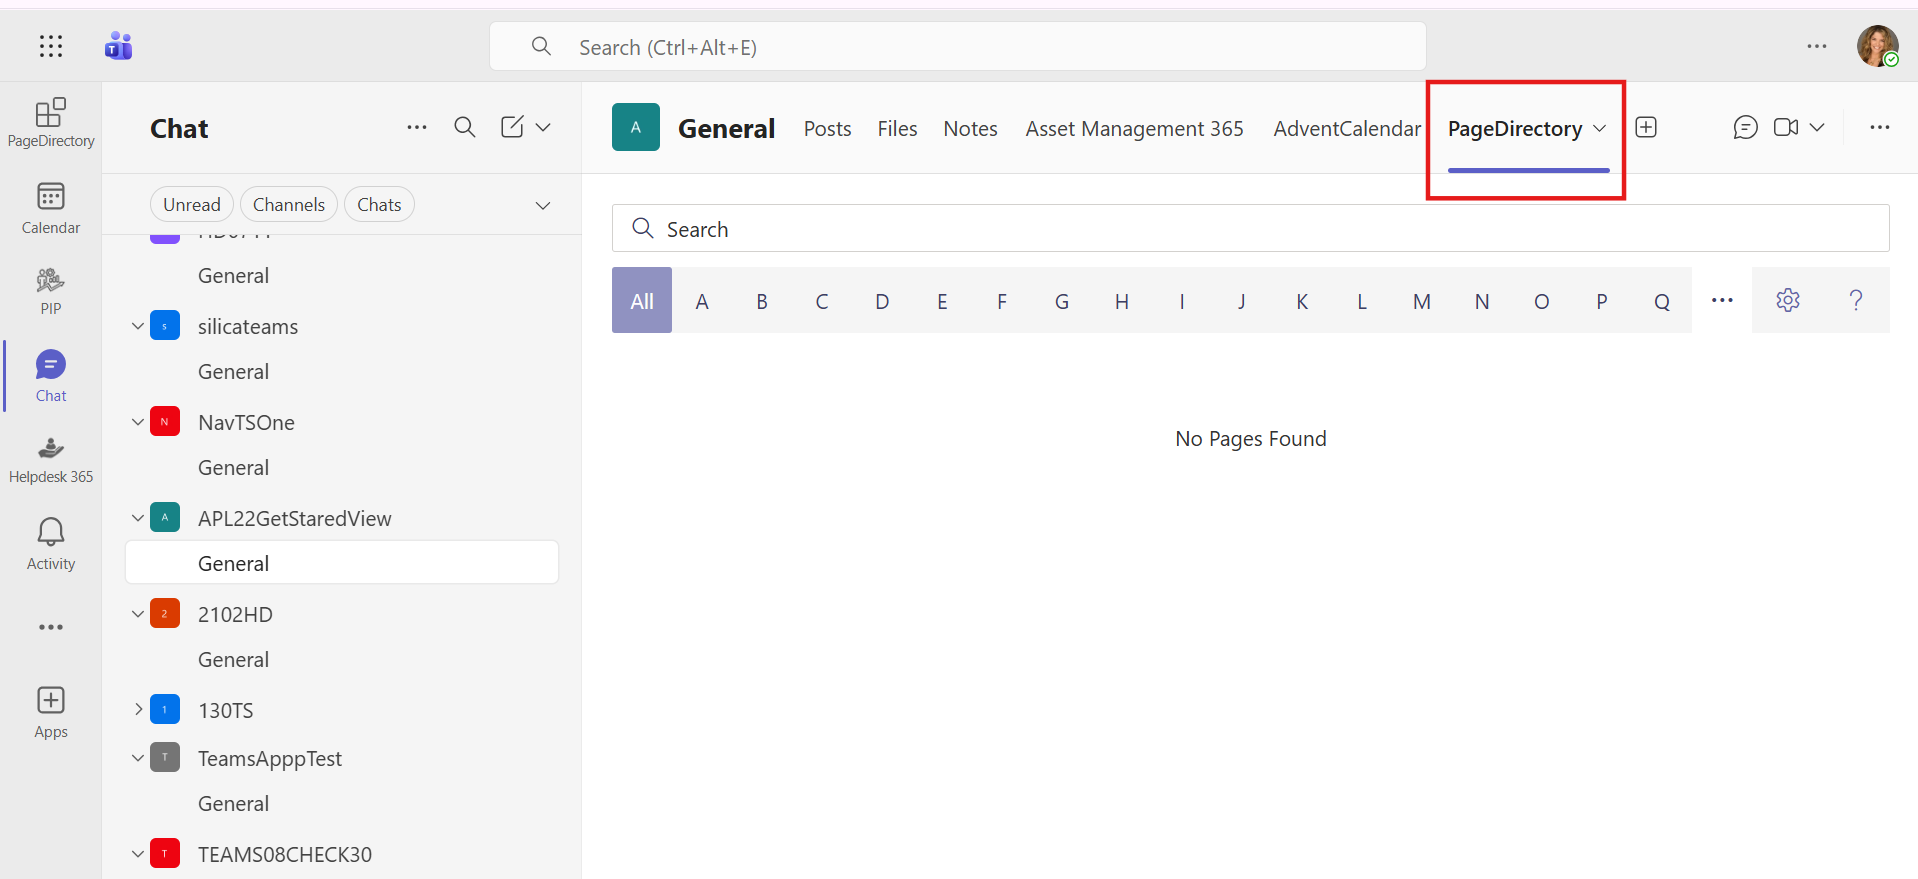 Search (Ctrl+Alt+E)
PageDirectory
Calendar
PIP
Chat
Helpdesk 365
Activity
Apps
Chat
Unread Channels Chats
General
s silicateams
General
N NavTSOne
General
A APL22GetStaredView
General
2 2102HD
General
1 130TS
T TeamsApppTest
General
T TEAMS08CHECK30
A General Posts Files Notes Asset Management 365 AdventCalendar PageDirectory
Search
All A B C D E F G H I J K L M N O P Q ?
No Pages Found